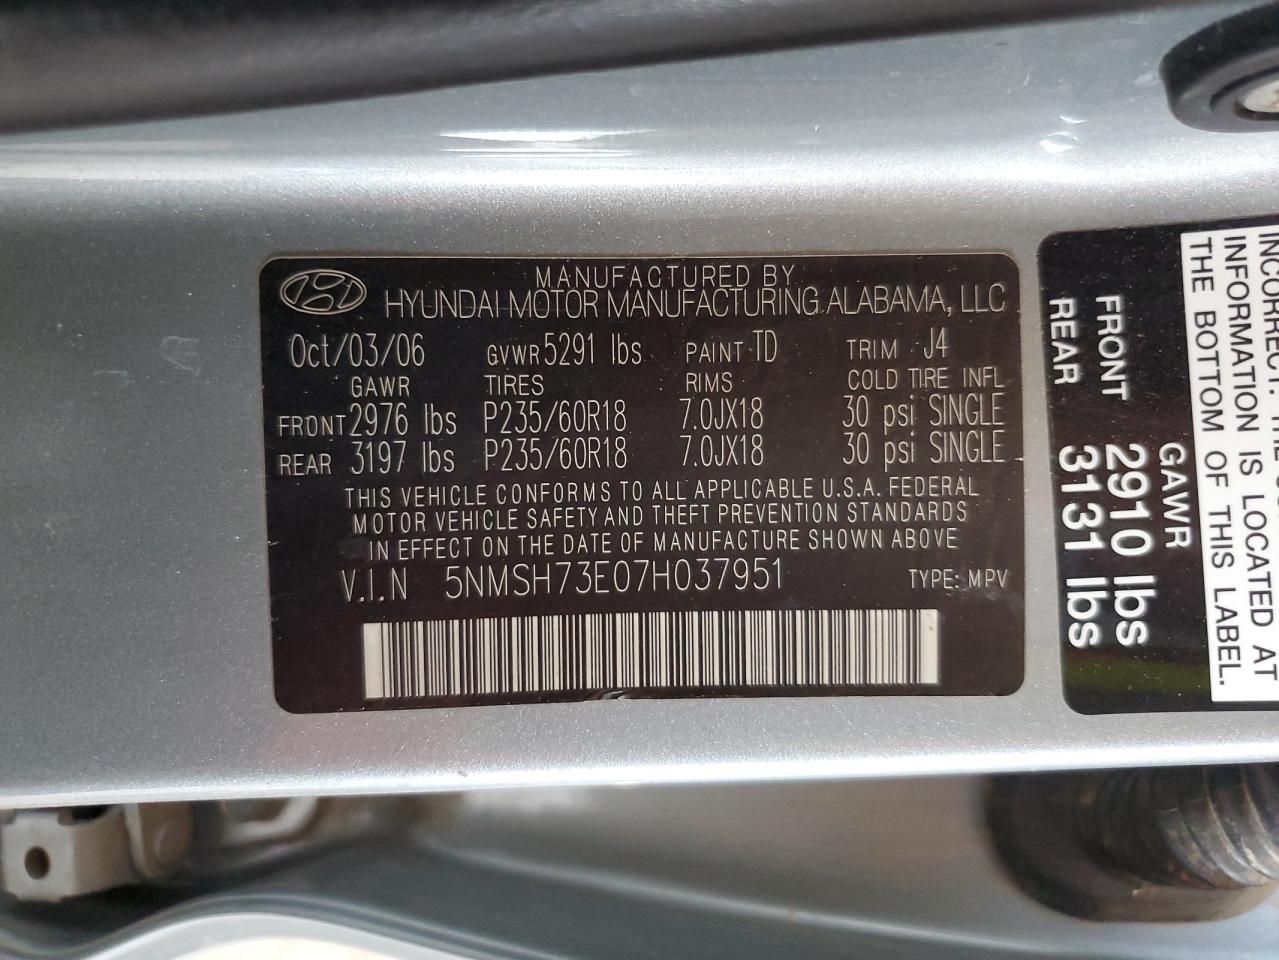 MANUFACTURED BY
HYUNDAI MOTOR MANUFACTURING ALABAMA, LLC
Oct/03/06 GVWR 5291 lbs PAINT TD TRIM J4
GAWR TIRES RIMS COLD TIRE INFL
FRONT 2976 lbs P235/60R18 7.0JX18 30 psi SINGLE
REAR 3197 lbs P235/60R18 7.0JX18 30 psi SINGLE
THIS VEHICLE CONFORMS TO ALL APPLICABLE U.S.A. FEDERAL
MOTOR VEHICLE SAFETY AND THEFT PREVENTION STANDARDS
IN EFFECT ON THE DATE OF MANUFACTURE SHOWN ABOVE
V.I.N 5NMSH73E07H037951 TYPE: MPV
INCORRECT.
INFORMATION IS LOCATED AT
THE BOTTOM OF THIS LABEL.
GAWR
FRONT 2910 lbs
REAR 3131 lbs